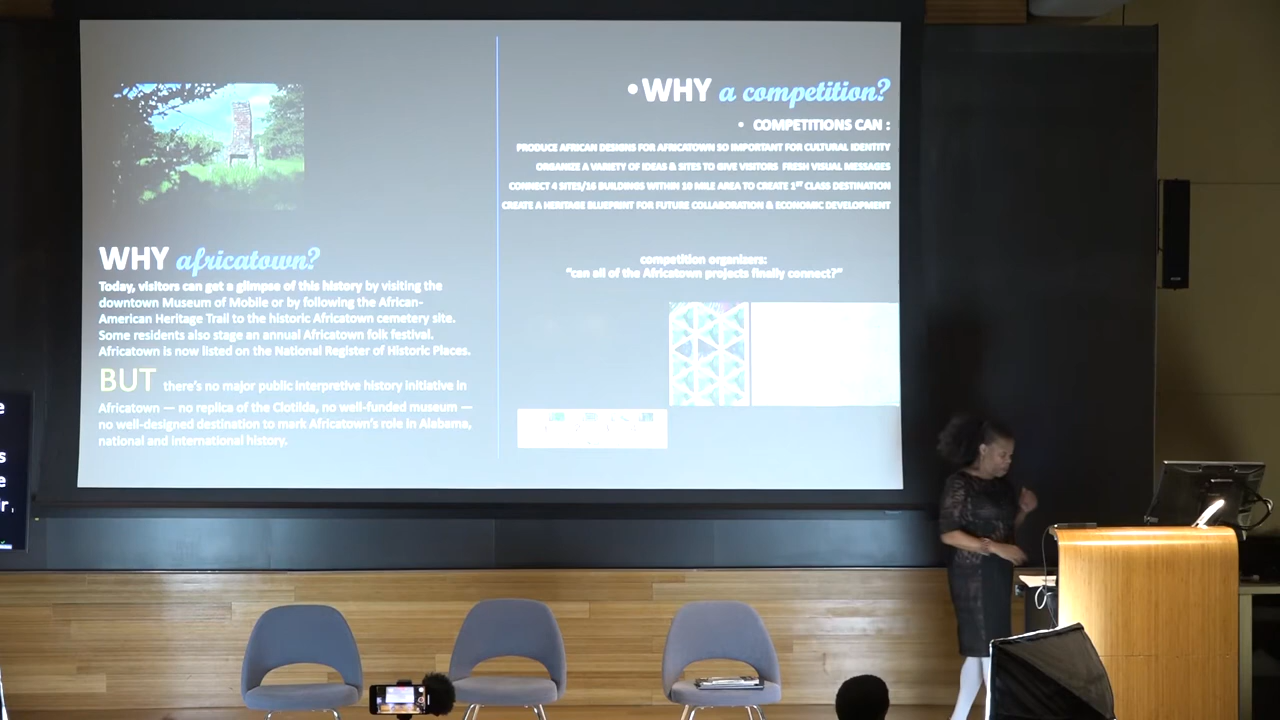 WHY africatown?
Today, visitors can get a glimpse of this history by visiting the
downtown Museum of Mobile or by following the African-
American Heritage Trail to the historic Africatown cemetery site.
Some residents also stage an annual Africatown folk festival.
Africatown is now listed on the National Register of Historic Places.
BUT there's no major public interpretive history initiative in
Africatown — no replica of the Clotilda, no well-funded museum —
no well-designed destination to mark Africatown's role in Alabama,
national and international history.
•WHY a competition?
• COMPETITIONS CAN :
PRODUCE AFRICAN DESIGNS FOR AFRICATOWN SO IMPORTANT FOR CULTURAL IDENTITY
ORGANIZE A VARIETY OF IDEAS & SITES TO GIVE VISITORS FRESH VISUAL MESSAGES
CONNECT 4 SITES/16 BUILDINGS WITHIN 10 MILE AREA TO CREATE 1ST CLASS DESTINATION
CREATE A HERITAGE BLUEPRINT FOR FUTURE COLLABORATION & ECONOMIC DEVELOPMENT
competition organizers:
"can all of the Africatown projects finally connect?"